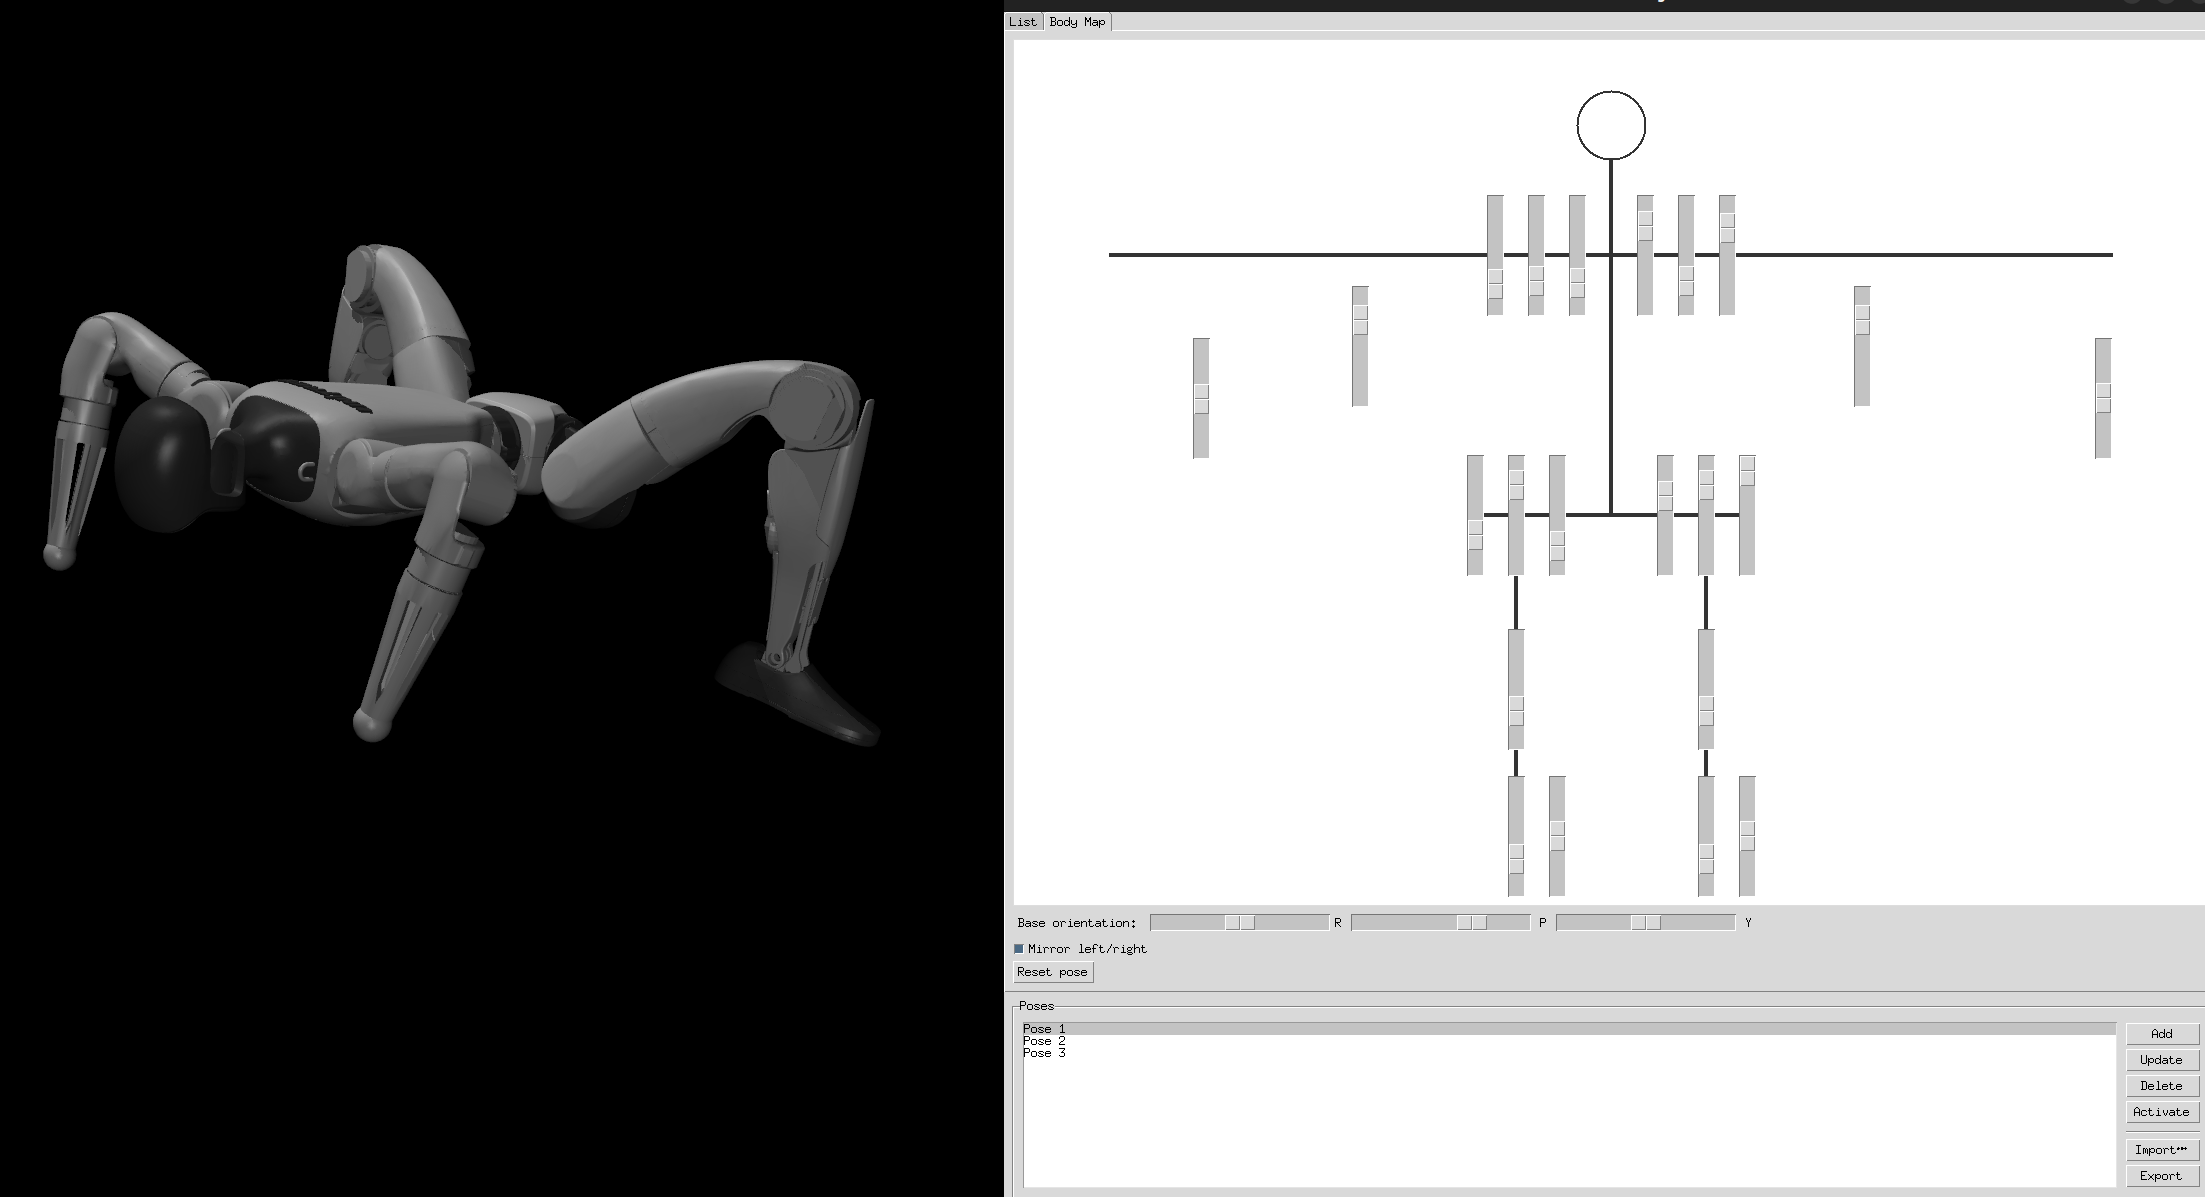 List Body Map
Base orientation: R P Y
Mirror left/right
Reset pose
Poses
Pose 1
Pose 2
Pose 3
Add
Update
Delete
Activate
Import…
Export